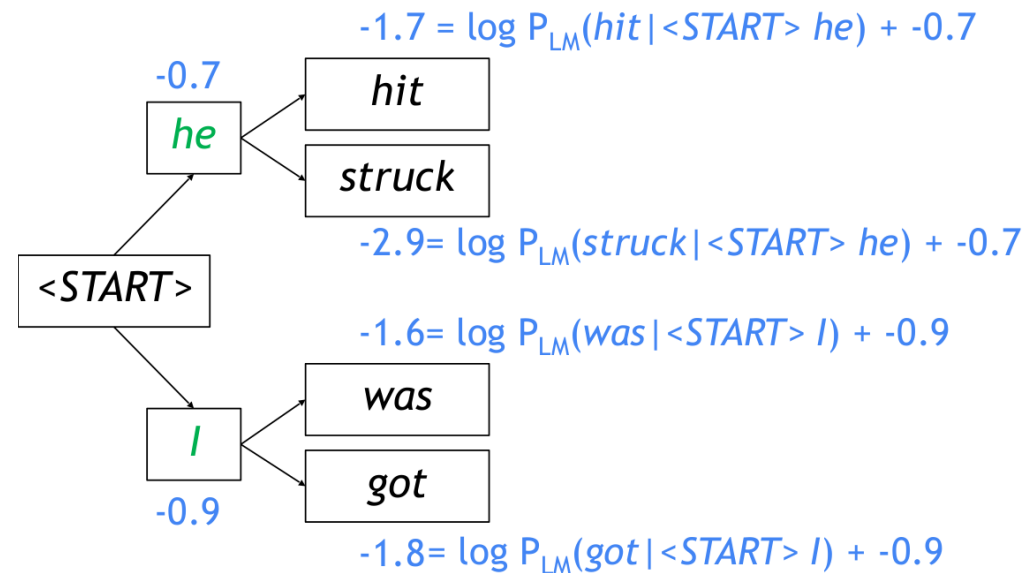 -1.7 = log P_LM(hit|<START> he) + -0.7
-0.7
hit
he
struck
-2.9= log P_LM(struck|<START> he) + -0.7
<START>
-1.6= log P_LM(was|<START> I) + -0.9
was
I
got
-0.9
-1.8= log P_LM(got|<START> I) + -0.9